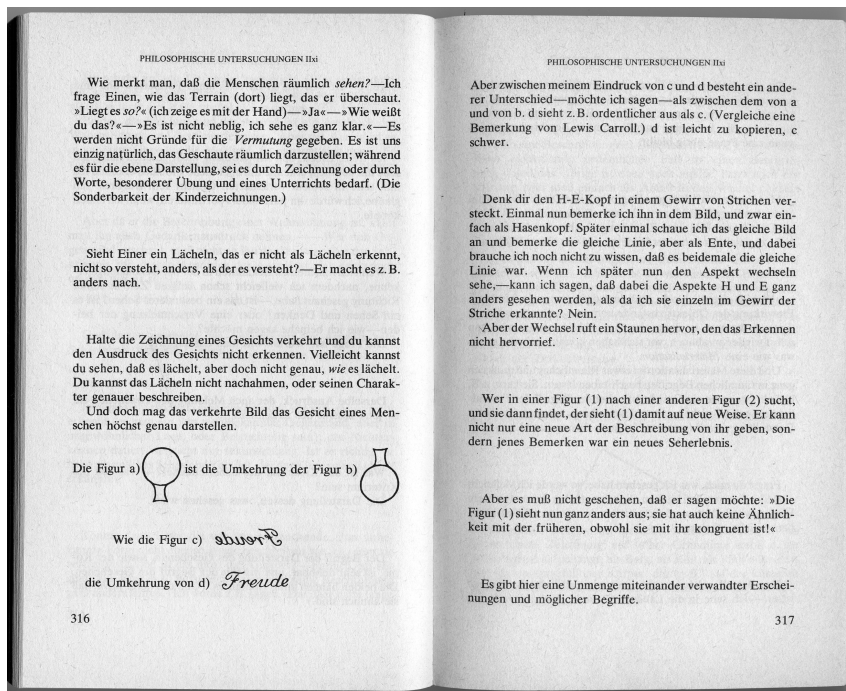 PHILOSOPHISCHE UNTERSUCHUNGEN IIxi
Wie merkt man, daß die Menschen räumlich sehen?—Ich
frage Einen, wie das Terrain (dort) liegt, das er überschaut.
»Liegt es so?« (ich zeige es mit der Hand)—»Ja«—»Wie weißt
du das?«—»Es ist nicht neblig, ich sehe es ganz klar.«—Es
werden nicht Gründe für die Vermutung gegeben. Es ist uns
einzig natürlich, das Geschaute räumlich darzustellen; während
es für die ebene Darstellung, sei es durch Zeichnung oder durch
Worte, besonderer Übung und eines Unterrichts bedarf. (Die
Sonderbarkeit der Kinderzeichnungen.)
Sieht Einer ein Lächeln, das er nicht als Lächeln erkennt,
nicht so versteht, anders, als der es versteht?—Er macht es z. B.
anders nach.
Halte die Zeichnung eines Gesichts verkehrt und du kannst
den Ausdruck des Gesichts nicht erkennen. Vielleicht kannst
du sehen, daß es lächelt, aber doch nicht genau, wie es lächelt.
Du kannst das Lächeln nicht nachahmen, oder seinen Charak-
ter genauer beschreiben.
Und doch mag das verkehrte Bild das Gesicht eines Men-
schen höchst genau darstellen.
Die Figur a) ist die Umkehrung der Figur b)
Wie die Figur c) Freude
die Umkehrung von d) Freude
316
PHILOSOPHISCHE UNTERSUCHUNGEN IIxi
Aber zwischen meinem Eindruck von c und d besteht ein ande-
rer Unterschied—möchte ich sagen—als zwischen dem von a
und von b. d sieht z. B. ordentlicher aus als c. (Vergleiche eine
Bemerkung von Lewis Carroll.) d ist leicht zu kopieren, c
schwer.
Denk dir den H-E-Kopf in einem Gewirr von Strichen ver-
steckt. Einmal nun bemerke ich ihn in dem Bild, und zwar ein-
fach als Hasenkopf. Später einmal schaue ich das gleiche Bild
an und bemerke die gleiche Linie, aber als Ente, und dabei
brauche ich noch nicht zu wissen, daß es beidemale die gleiche
Linie war. Wenn ich später nun den Aspekt wechseln
sehe,—kann ich sagen, daß dabei die Aspekte H und E ganz
anders gesehen werden, als da ich sie einzeln im Gewirr der
Striche erkannte? Nein.
Aber der Wechsel ruft ein Staunen hervor, den das Erkennen
nicht hervorrief.
Wer in einer Figur (1) nach einer anderen Figur (2) sucht,
und sie dann findet, der sieht (1) damit auf neue Weise. Er kann
nicht nur eine neue Art der Beschreibung von ihr geben, son-
dern jenes Bemerken war ein neues Seherlebnis.
Aber es muß nicht geschehen, daß er sagen möchte: »Die
Figur (1) sieht nun ganz anders aus; sie hat auch keine Ähnlich-
keit mit der früheren, obwohl sie mit ihr kongruent ist!«
Es gibt hier eine Unmenge miteinander verwandter Erschei-
nungen und möglicher Begriffe.
317